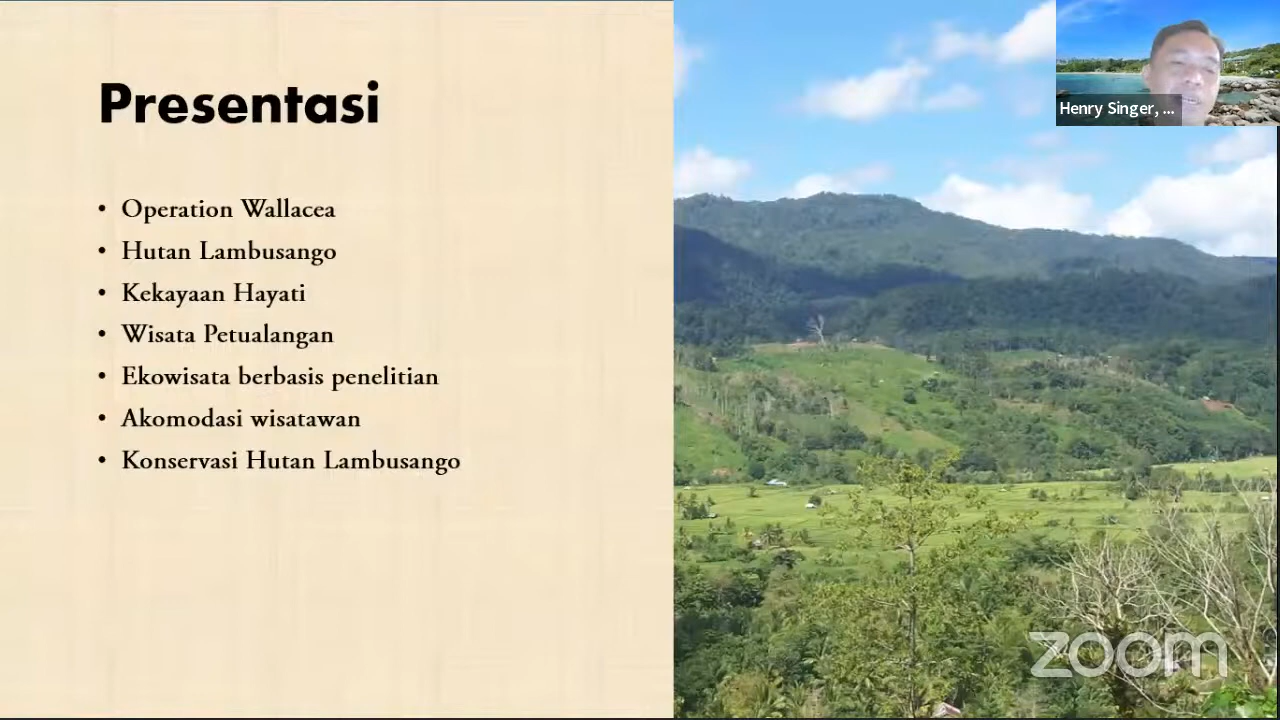 Presentasi
• Operation Wallacea
• Hutan Lambusango
• Kekayaan Hayati
• Wisata Petualangan
• Ekowisata berbasis penelitian
• Akomodasi wisatawan
• Konservasi Hutan Lambusango
Henry Singer, ...
zoom